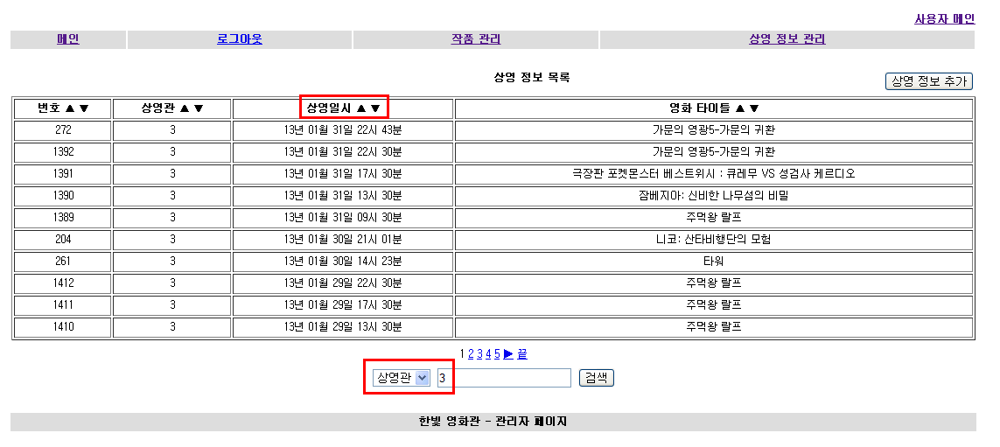 사용자 메인
메인 로그아웃 작품 관리 상영 정보 관리
상영 정보 목록
상영 정보 추가
번호 ▲ ▼ 상영관 ▲ ▼ 상영일시 ▲ ▼ 영화 타이틀 ▲ ▼
272 3 13년 01월 31일 22시 43분 가문의 영광5-가문의 귀환
1392 3 13년 01월 31일 22시 30분 가문의 영광5-가문의 귀환
1391 3 13년 01월 31일 17시 30분 극장판 포켓몬스터 베스트위시 : 큐레무 VS 성검사 케르디오
1390 3 13년 01월 31일 13시 30분 잠베지아: 신비한 나무섬의 비밀
1389 3 13년 01월 31일 09시 30분 주먹왕 랄프
204 3 13년 01월 30일 21시 01분 니코: 산타비행단의 모험
261 3 13년 01월 30일 14시 23분 타워
1412 3 13년 01월 29일 22시 30분 주먹왕 랄프
1411 3 13년 01월 29일 17시 30분 주먹왕 랄프
1410 3 13년 01월 29일 13시 30분 주먹왕 랄프
1 2 3 4 5 ▶ 끝
상영관 3 검색
한빛 영화관 - 관리자 페이지